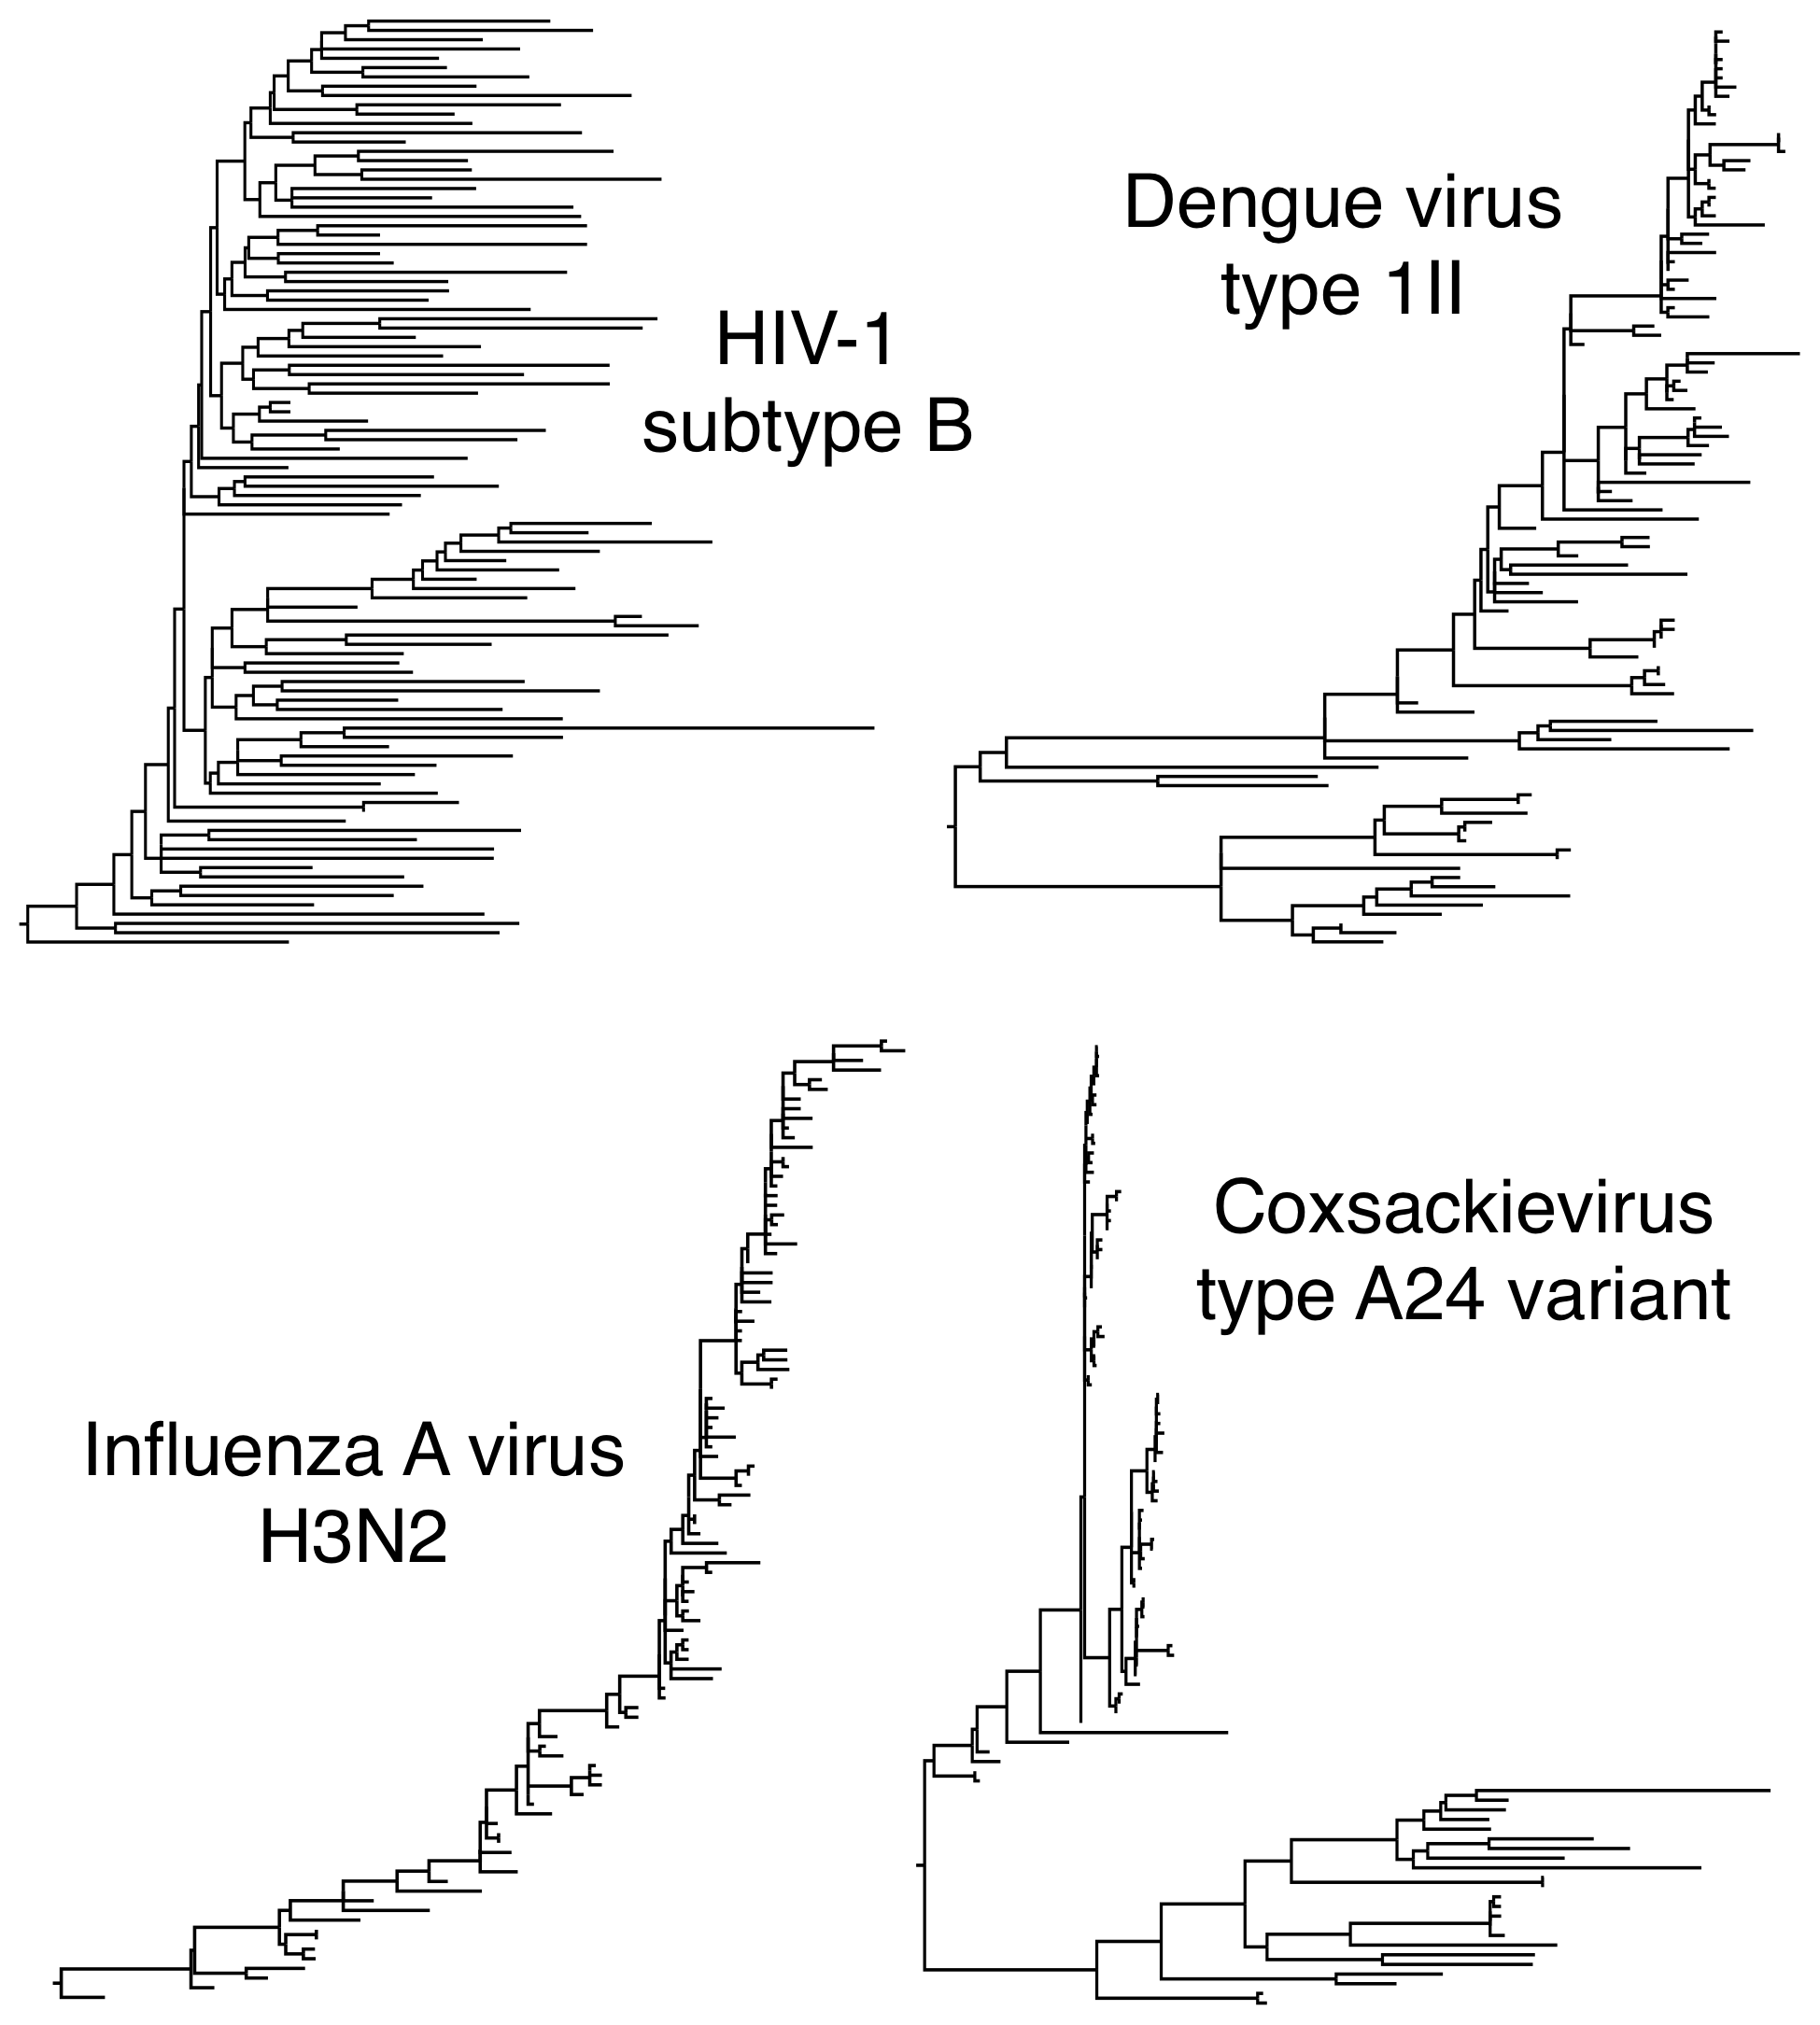 HIV-1
subtype B
Dengue virus
type 1II
Influenza A virus
H3N2
Coxsackievirus
type A24 variant